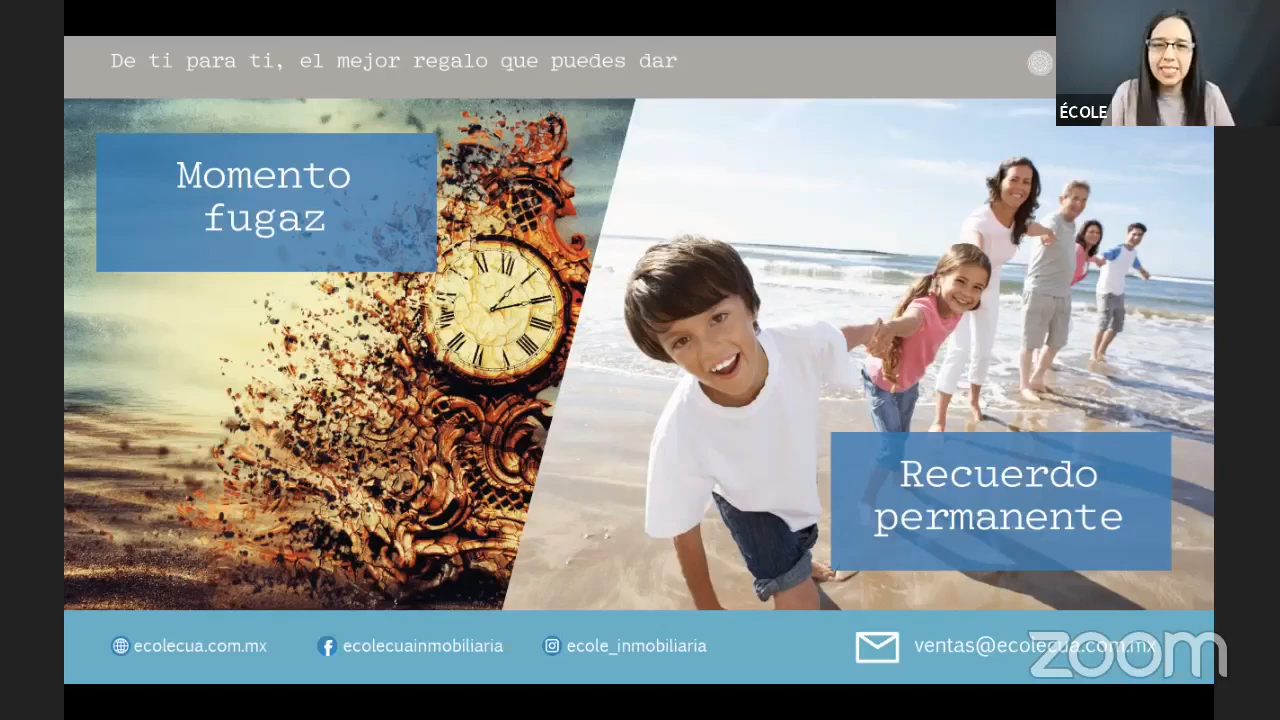 De ti para ti, el mejor regalo que puedes dar
ÉCOLE
Momento
fugaz
Recuerdo
permanente
ecolecua.com.mx
ecolecuainmobiliaria
ecole_inmobiliaria
ventas@ecolecua.com.mx
zoom